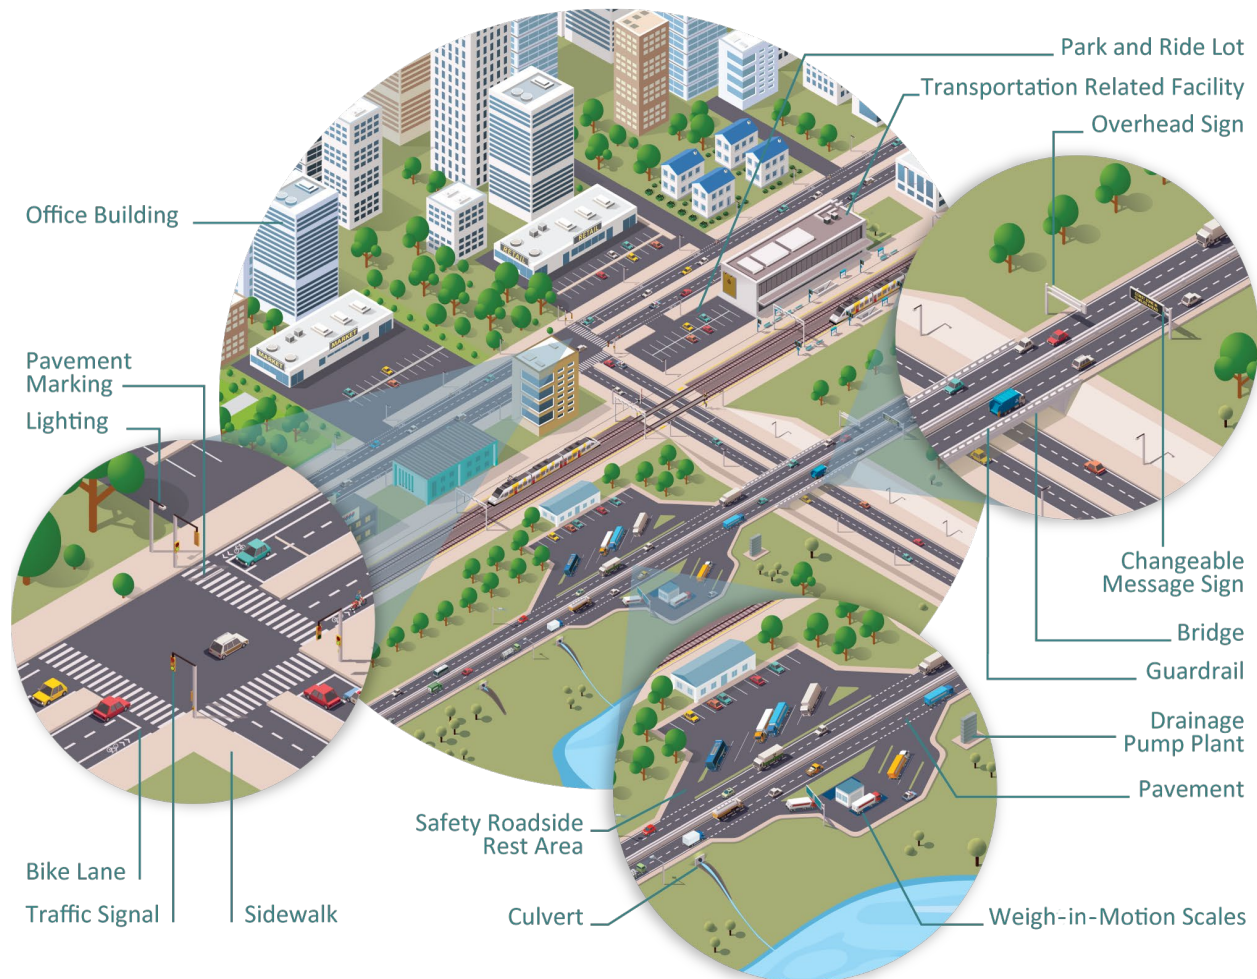 Park and Ride Lot
Transportation Related Facility
Overhead Sign
Office Building
RETAIL
RETAIL
MARKET
MARKET
Pavement
Marking
Lighting
Changeable
Message Sign
Bridge
Guardrail
Drainage
Pump Plant
Pavement
Safety Roadside
Rest Area
Bike Lane
Traffic Signal
Sidewalk
Culvert
Weigh-in-Motion Scales